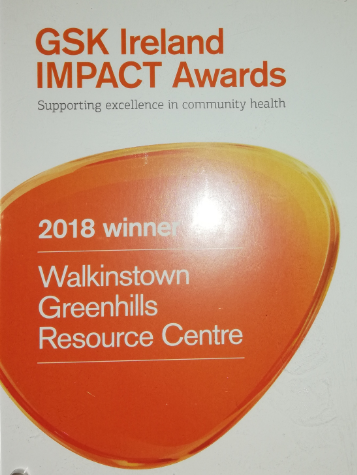 GSK Ireland
IMPACT Awards
Supporting excellence in community health
2018 winner
Walkinstown
Greenhills
Resource Centre